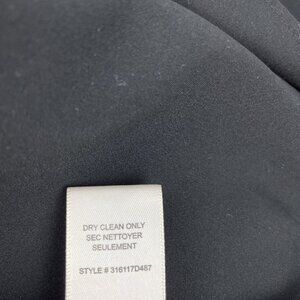 DRY CLEAN ONLY
SEC NETTOYER
SEULEMENT
STYLE # 316117D487